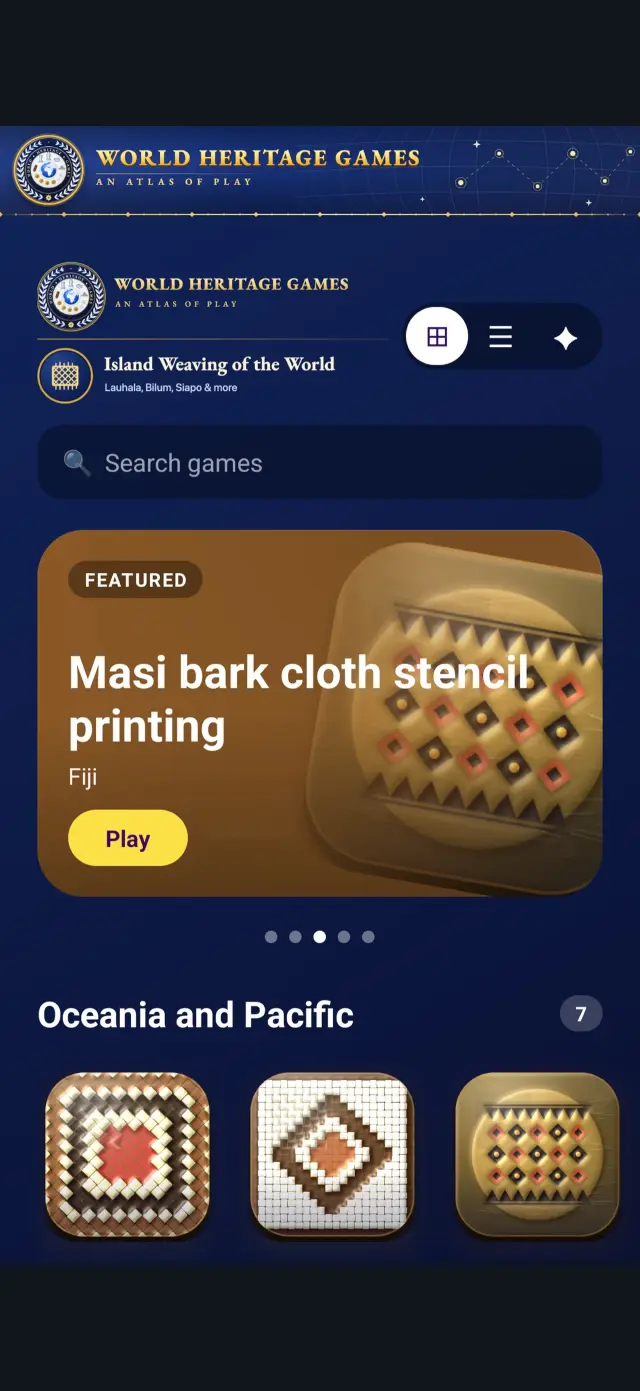 WORLD HERITAGE GAMES
AN ATLAS OF PLAY
WORLD HERITAGE GAMES
AN ATLAS OF PLAY
Island Weaving of the World
Lauhala, Bilum, Siapo & more
Search games
FEATURED
Masi bark cloth stencil
printing
Fiji
Play
Oceania and Pacific
7